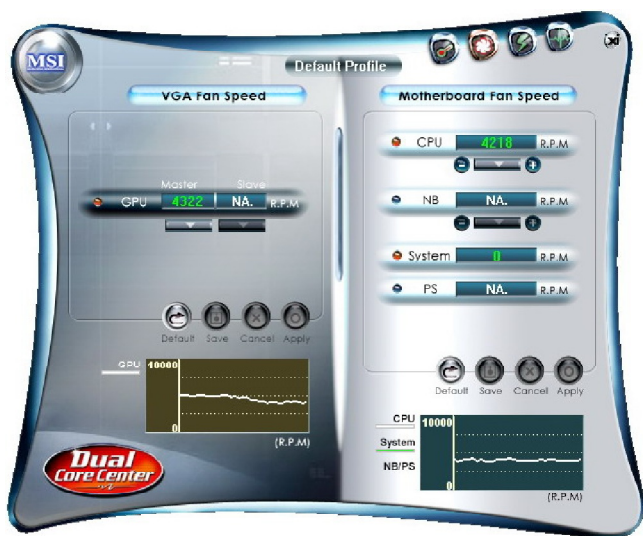 MSI
Default Profile
VGA Fan Speed
Master Slave
GPU 4322 NA. R.P.M
Default Save Cancel Apply
GPU 10000
0
(R.P.M)
Dual
Core Center
Motherboard Fan Speed
CPU 4218 R.P.M
NB NA. R.P.M
System 0 R.P.M
PS NA. R.P.M
Default Save Cancel Apply
CPU 10000
System
NB/PS
0
(R.P.M)